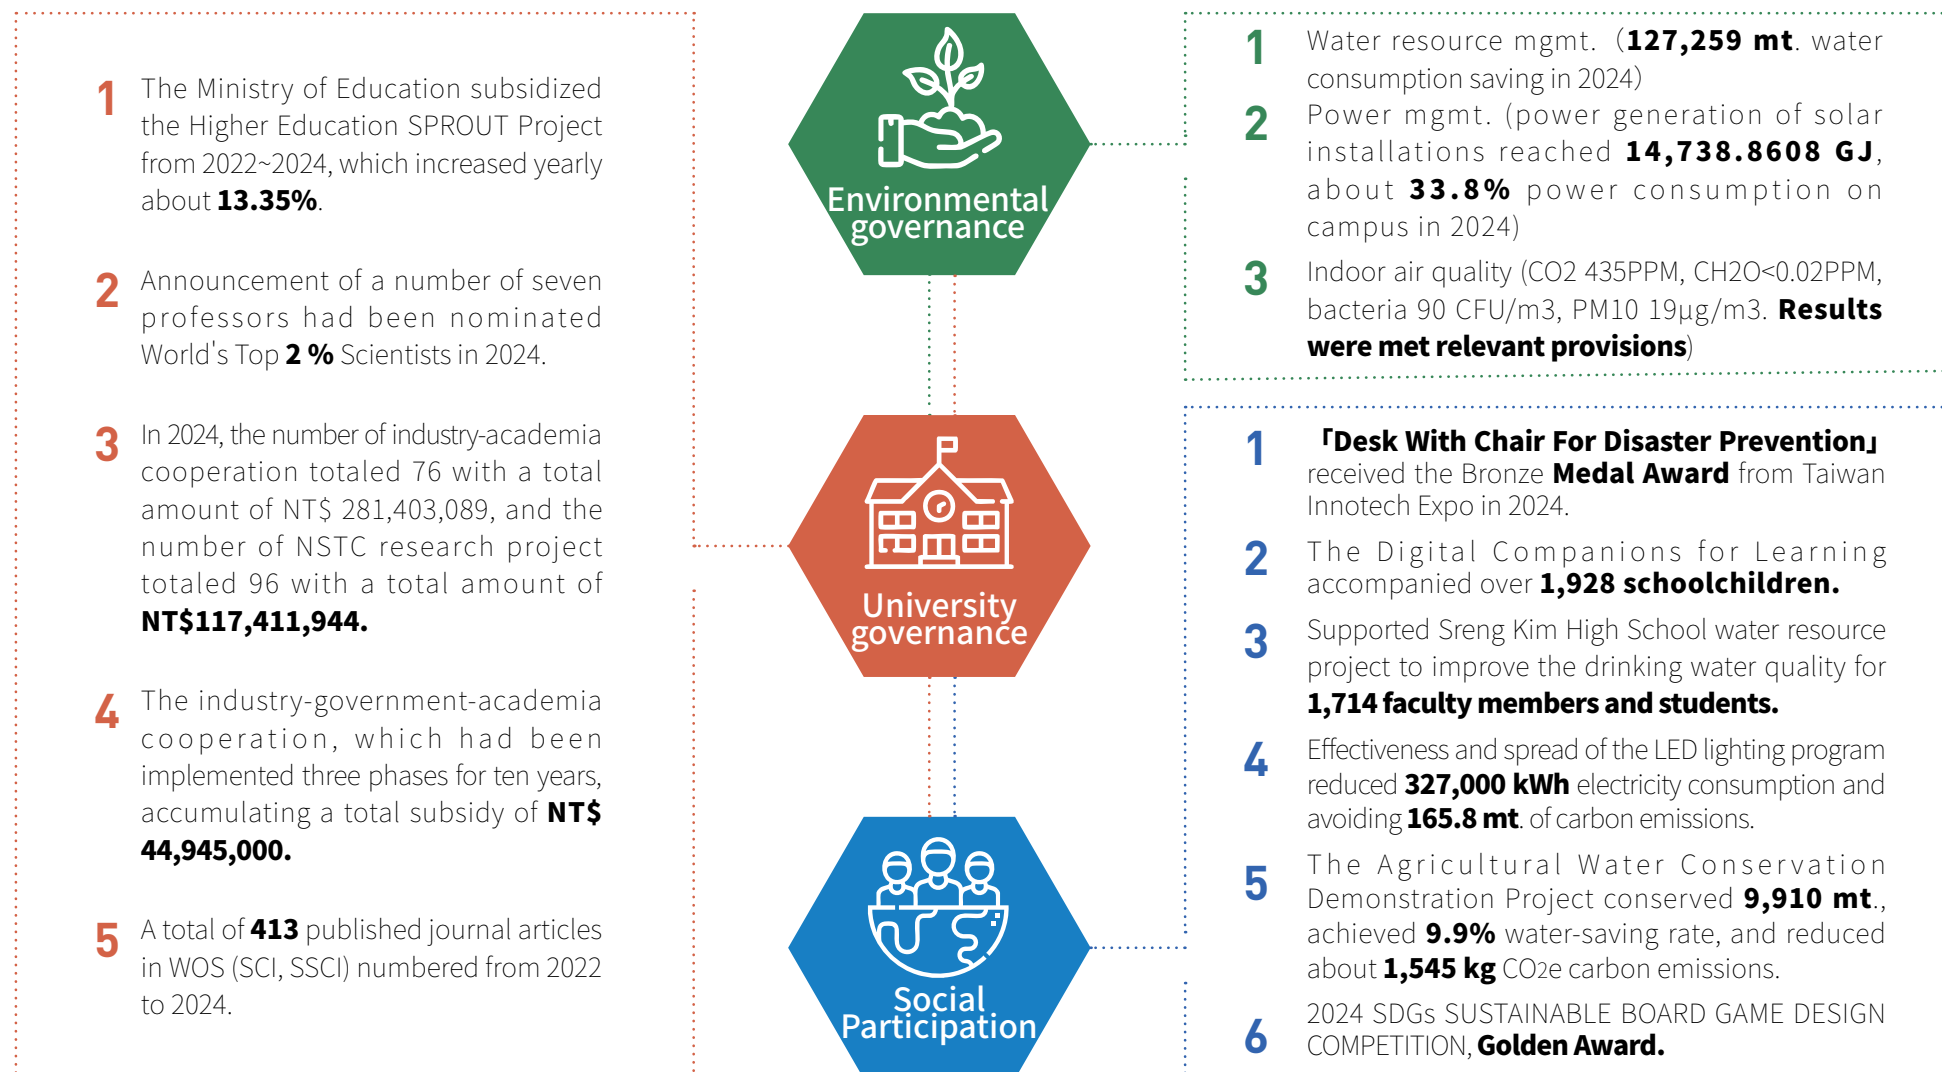 1
The Ministry of Education subsidized
the Higher Education SPROUT Project
from 2022~2024, which increased yearly
about 13.35%.
2
Announcement of a number of seven
professors had been nominated
World's Top 2 % Scientists in 2024.
3
In 2024, the number of industry-academia
cooperation totaled 76 with a total
amount of NT$ 281,403,089, and the
number of NSTC research project
totaled 96 with a total amount of
NT$117,411,944.
4
The industry-government-academia
cooperation, which had been
implemented three phases for ten years,
accumulating a total subsidy of NT$
44,945,000.
5
A total of 413 published journal articles
in WOS (SCI, SSCI) numbered from 2022
to 2024.
Environmental
governance
University
governance
Social
Participation
1
Water resource mgmt.（127,259 mt. water
consumption saving in 2024）
2
Power mgmt. (power generation of solar
installations reached 14,738.8608 GJ,
about 33.8% power consumption on
campus in 2024)
3
Indoor air quality (CO2 435PPM, CH2O<0.02PPM,
bacteria 90 CFU/m3, PM10 19μg/m3. Results
were met relevant provisions)
1
「Desk With Chair For Disaster Prevention」
received the Bronze Medal Award from Taiwan
Innotech Expo in 2024.
2
The Digital Companions for Learning
accompanied over 1,928 schoolchildren.
3
Supported Sreng Kim High School water resource
project to improve the drinking water quality for
1,714 faculty members and students.
4
Effectiveness and spread of the LED lighting program
reduced 327,000 kWh electricity consumption and
avoiding 165.8 mt. of carbon emissions.
5
The Agricultural Water Conservation
Demonstration Project conserved 9,910 mt.,
achieved 9.9% water-saving rate, and reduced
about 1,545 kg CO2e carbon emissions.
6
2024 SDGs SUSTAINABLE BOARD GAME DESIGN
COMPETITION, Golden Award.